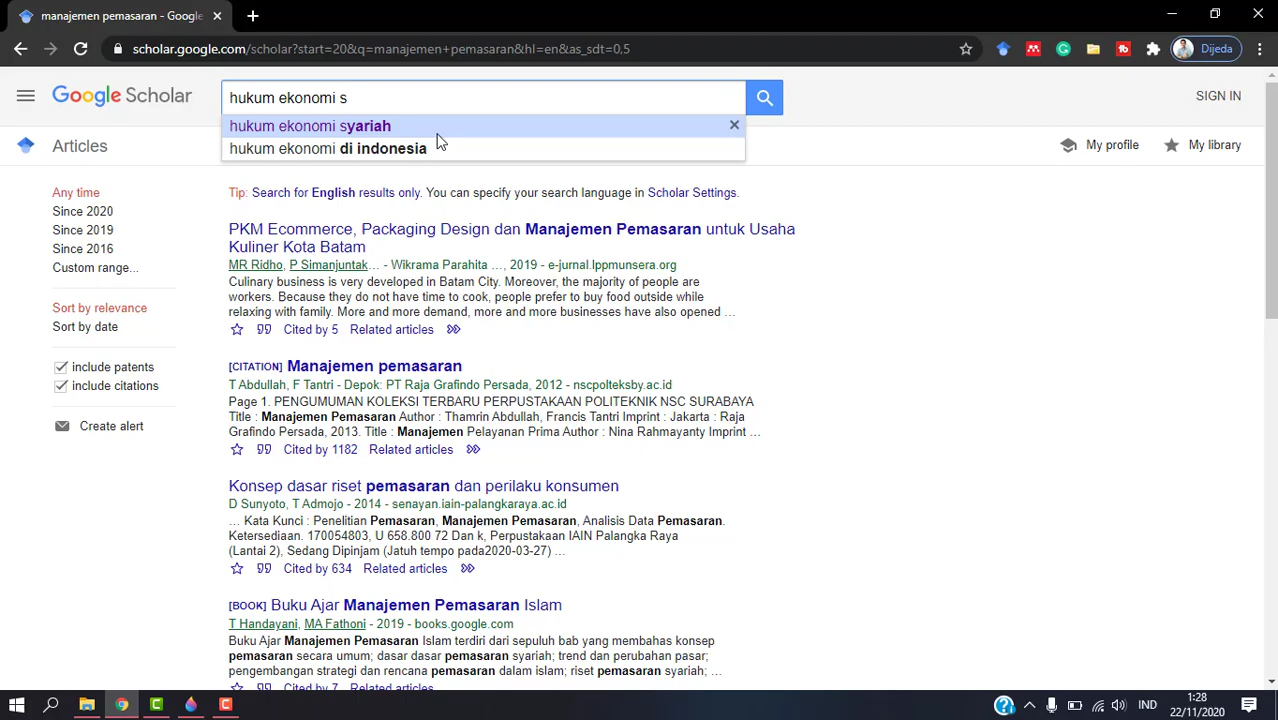 manajemen pemasaran - Google
scholar.google.com/scholar?start=20&q=manajemen+pemasaran&hl=en&as_sdt=0,5
Dijeda
Google Scholar
hukum ekonomi s
hukum ekonomi syariah
hukum ekonomi di indonesia
SIGN IN
Articles
My profile
My library
Any time
Since 2020
Since 2019
Since 2016
Custom range...
Sort by relevance
Sort by date
include patents
include citations
Create alert
Tip: Search for English results only. You can specify your search language in Scholar Settings.
PKM Ecommerce, Packaging Design dan Manajemen Pemasaran untuk Usaha
Kuliner Kota Batam
MR Ridho, P Simanjuntak… - Wikrama Parahita …, 2019 - e-jurnal.lppmunsera.org
Culinary business is very developed in Batam City. Moreover, the majority of people are
workers. Because they do not have time to cook, people prefer to buy food outside while
relaxing with family. More and more demand, more and more businesses have also opened …
Cited by 5 Related articles
[CITATION] Manajemen pemasaran
T Abdullah, F Tantri - Depok: PT Raja Grafindo Persada, 2012 - nscpolteksby.ac.id
Page 1. PENGUMUMAN KOLEKSI TERBARU PERPUSTAKAAN POLITEKNIK NSC SURABAYA
Title : Manajemen Pemasaran Author : Thamrin Abdullah, Francis Tantri Imprint : Jakarta : Raja
Grafindo Persada, 2013. Title : Manajemen Pelayanan Prima Author : Nina Rahmayanty Imprint …
Cited by 1182 Related articles
Konsep dasar riset pemasaran dan perilaku konsumen
D Sunyoto, T Admojo - 2014 - senayan.iain-palangkaraya.ac.id
… Kata Kunci : Penelitian Pemasaran, Manajemen Pemasaran, Analisis Data Pemasaran.
Ketersediaan. 170054803, U 658.800 72 Dan k, Perpustakaan IAIN Palangka Raya
(Lantai 2), Sedang Dipinjam (Jatuh tempo pada2020-03-27) …
Cited by 634 Related articles
[BOOK] Buku Ajar Manajemen Pemasaran Islam
T Handayani, MA Fathoni - 2019 - books.google.com
Buku Ajar Manajemen Pemasaran Islam terdiri dari sepuluh bab yang membahas konsep
pemasaran secara umum; dasar dasar pemasaran syariah; trend dan perubahan pasar;
pengembangan strategi dan rencana pemasaran dalam islam; riset pemasaran syariah; …
Cited by 7 Related articles
IND
1:28
22/11/2020